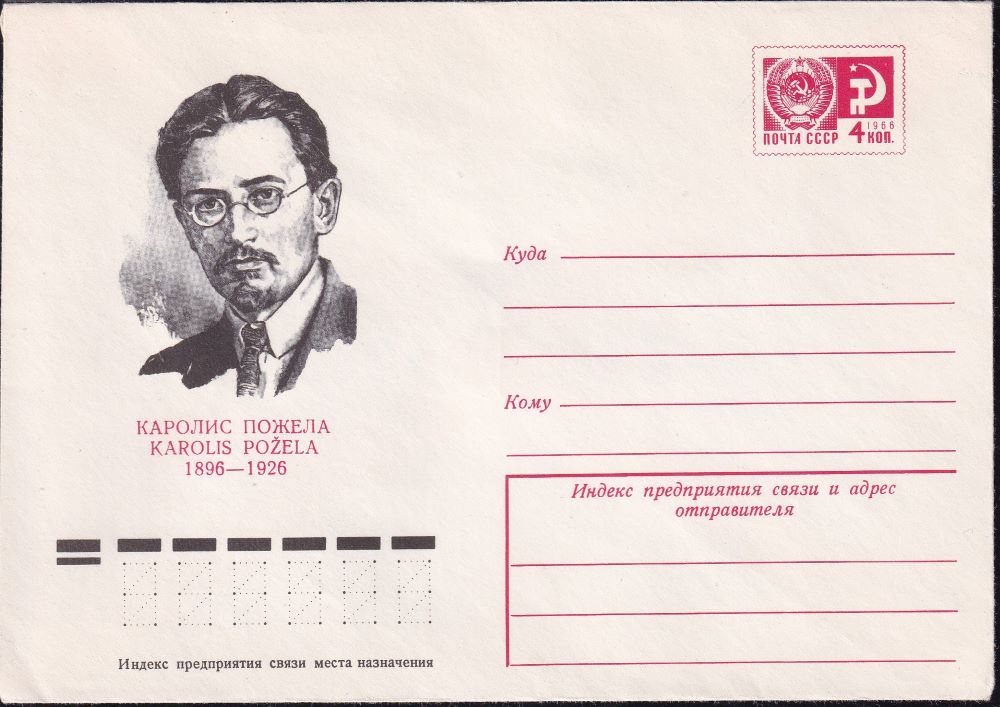 1966
ПОЧТА СССР 4 КОП.
Куда
Кому
КАРОЛИС ПОЖЕЛА
KAROLIS POŽELA
1896—1926
Индекс предприятия связи и адрес
отправителя
Индекс предприятия связи места назначения